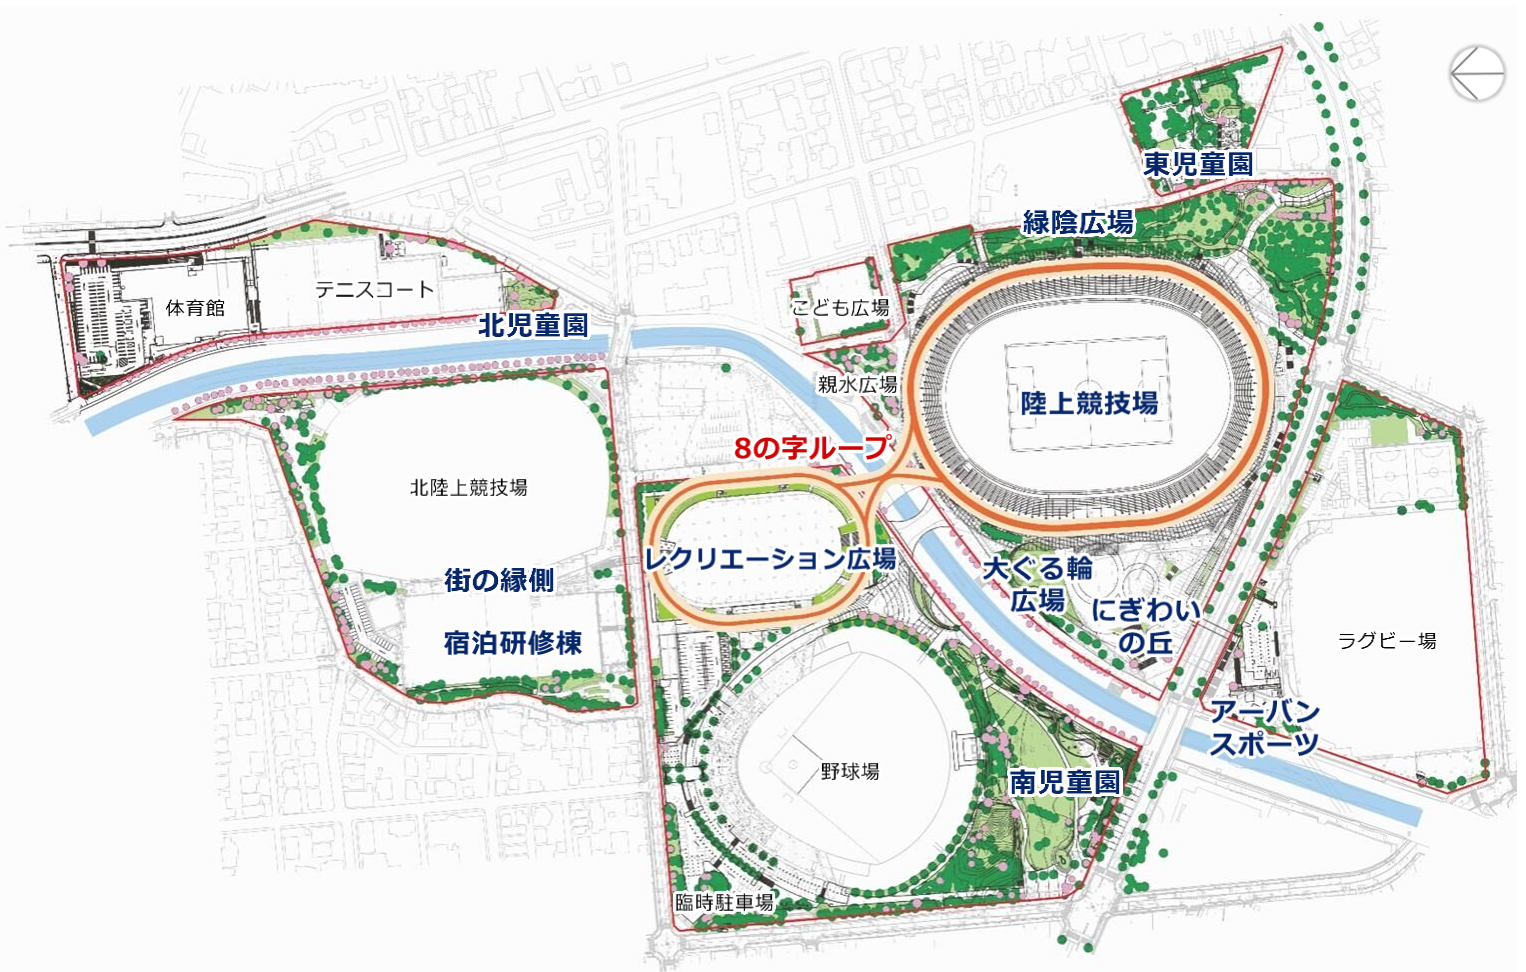 東児童園
緑陰広場
体育館
テニスコート
北児童園
こども広場
親水広場
陸上競技場
8の字ループ
北陸上競技場
レクリエーション広場
街の縁側
大ぐる輪
広場
にぎわい
の丘
宿泊研修棟
ラグビー場
アーバン
スポーツ
野球場
南児童園
臨時駐車場